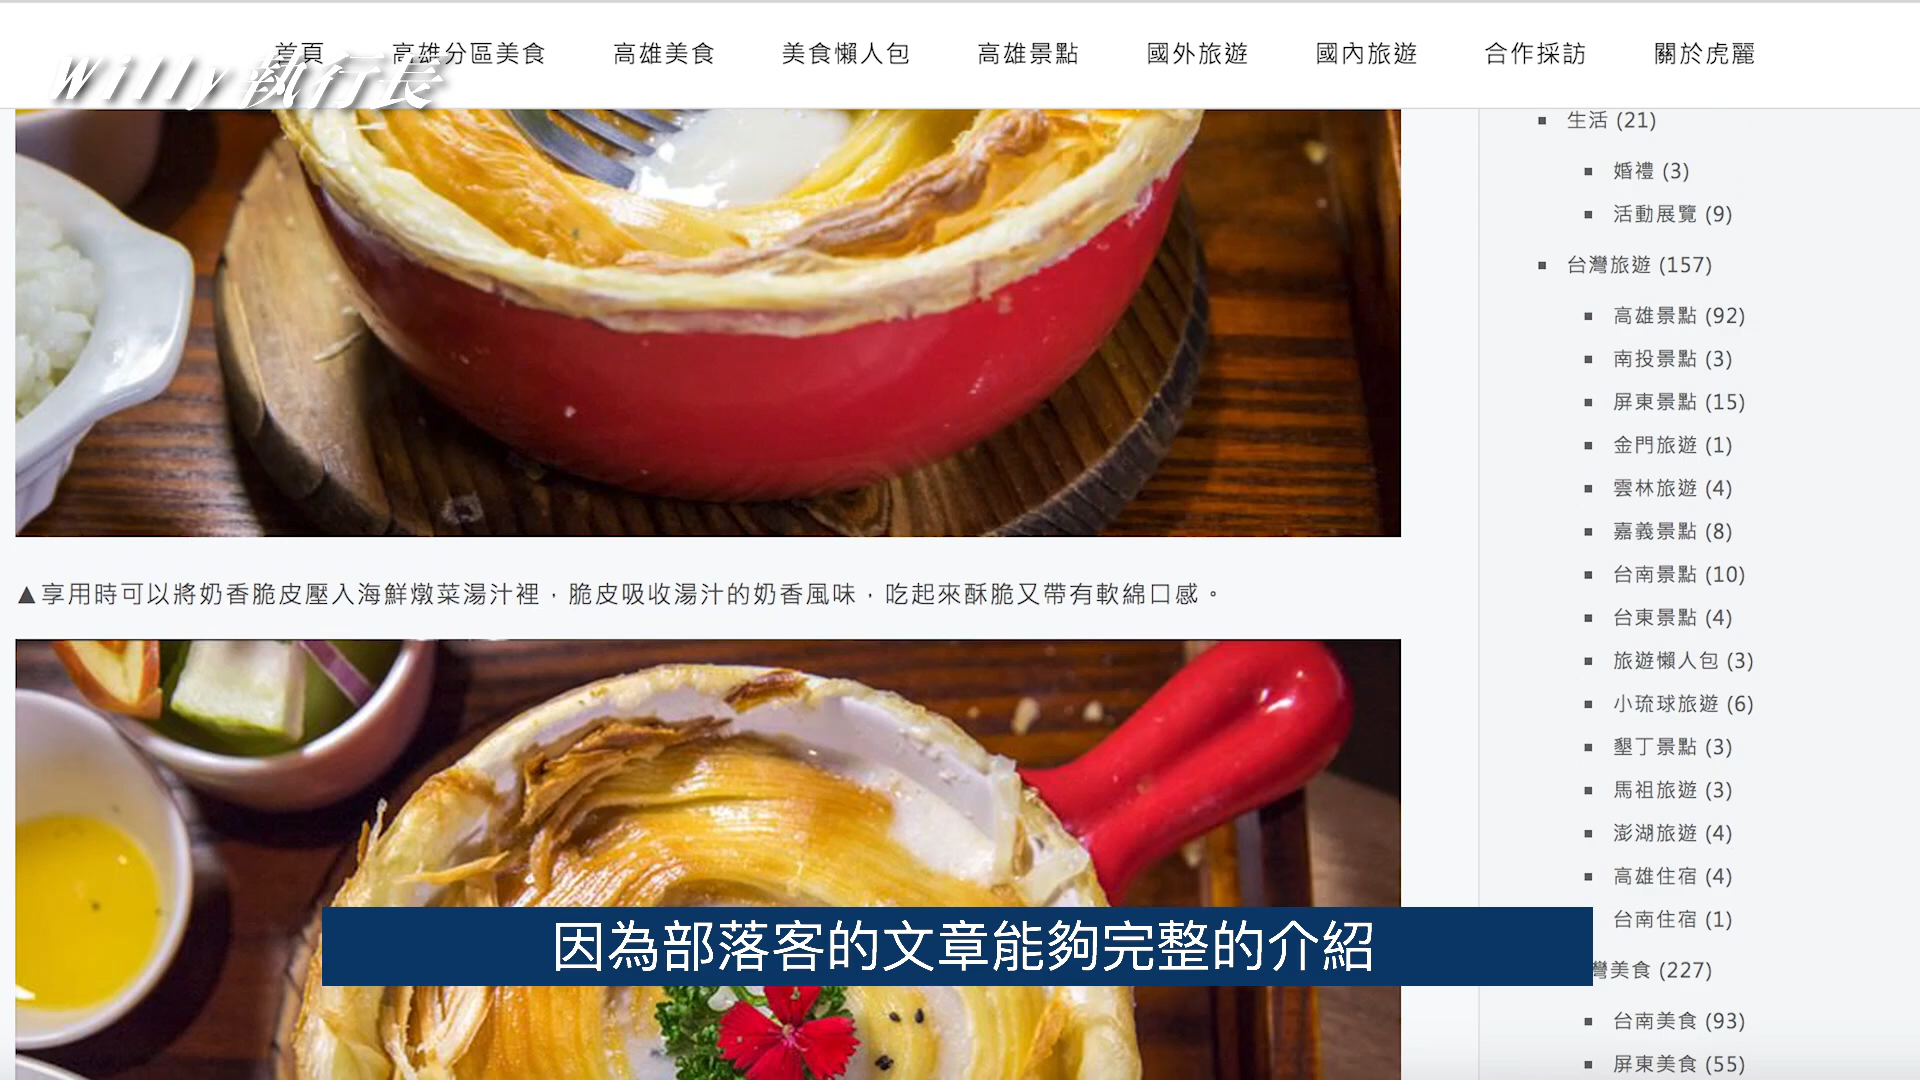 首頁 高雄分區美食 高雄美食 美食懶人包 高雄景點 國外旅遊 國內旅遊 合作採訪 關於虎麗
Willy 執行長
▲享用時可以將奶香脆皮壓入海鮮燉菜湯汁裡，脆皮吸收湯汁的奶香風味，吃起來酥脆又帶有軟綿口感。
因為部落客的文章能夠完整的介紹
生活 (21)
婚禮 (3)
活動展覽 (9)
台灣旅遊 (157)
高雄景點 (92)
南投景點 (3)
屏東景點 (15)
金門旅遊 (1)
雲林旅遊 (4)
嘉義景點 (8)
台南景點 (10)
台東景點 (4)
旅遊懶人包 (3)
小琉球旅遊 (6)
墾丁景點 (3)
馬祖旅遊 (3)
澎湖旅遊 (4)
高雄住宿 (4)
台南住宿 (1)
灣美食 (227)
台南美食 (93)
屏東美食 (55)